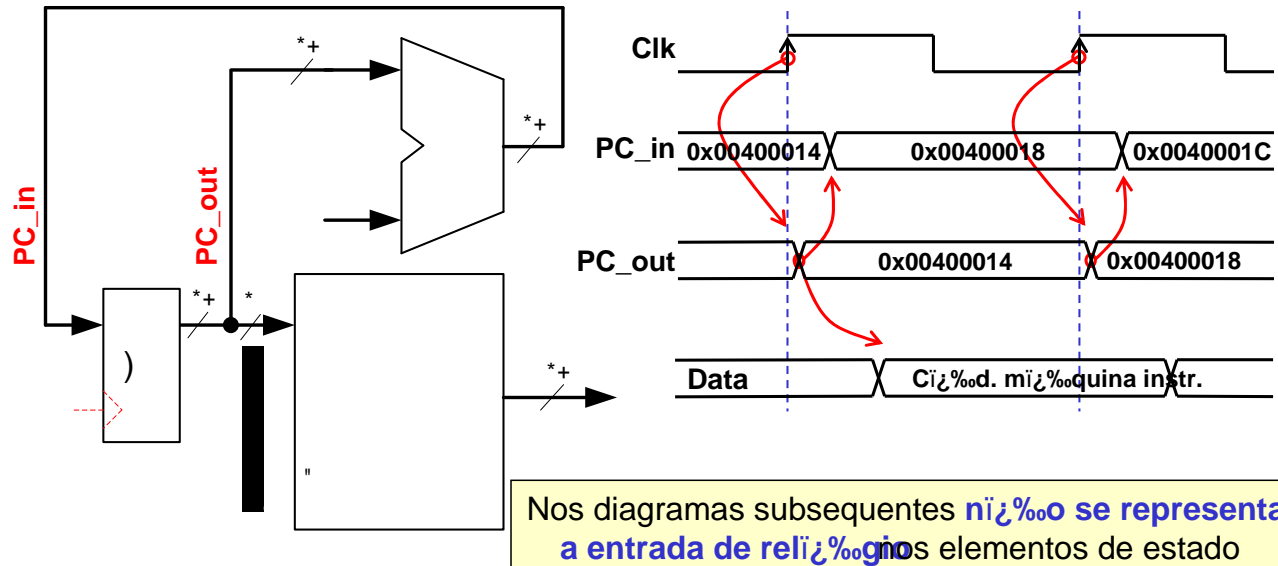 *+
PC_in
PC_out
*+
*+
*
*+
)
*+
"
Clk
PC_in 0x00400014 0x00400018 0x0040001C
PC_out 0x00400014 0x00400018
Data Cï¿‰d. mï¿‰quina instr.
Nos diagramas subsequentes nï¿‰o se representa
a entrada de relï¿‰gio nos elementos de estado